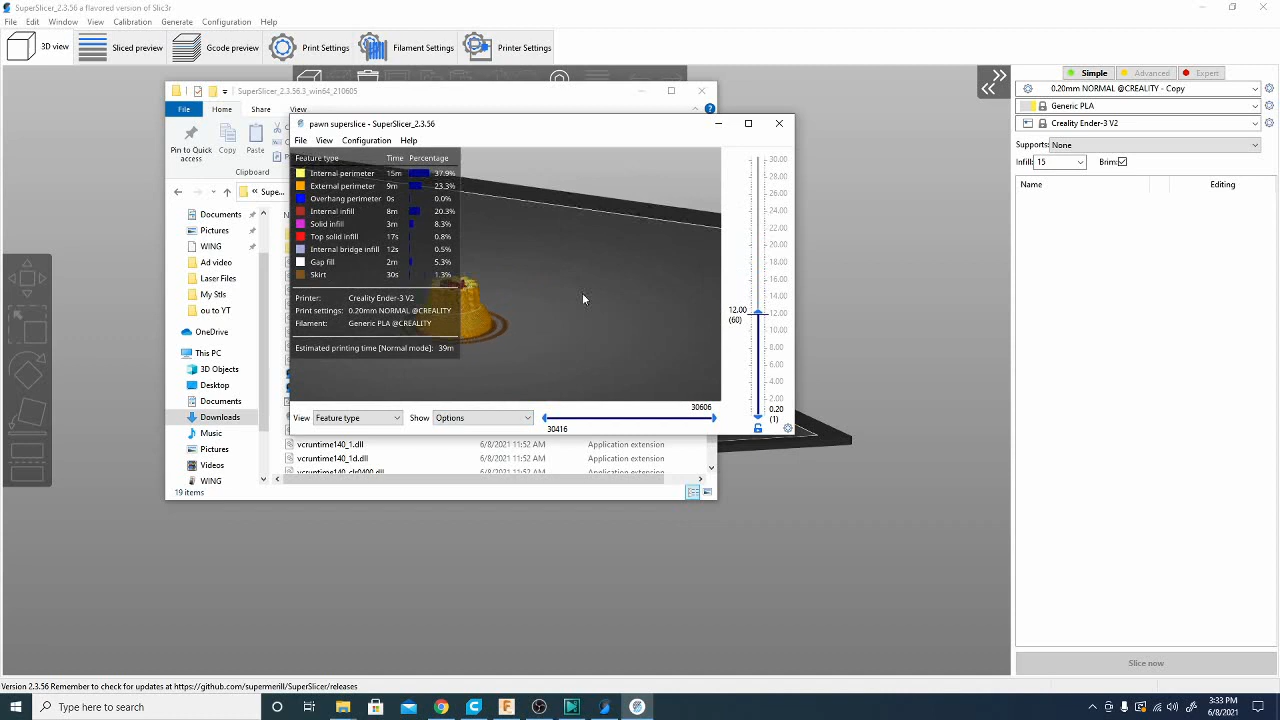 SuperSlicer_2.3.56 a flavored version of Slic3r
File Edit Window View Calibration Generate Configuration Help
3D view Sliced preview Gcode preview Print Settings Filament Settings Printer Settings
Simple Advanced Expert
0.20mm NORMAL @CREALITY - Copy
Generic PLA
Creality Ender-3 V2
Supports: None
Infill: 15 Brim:
Name Editing
Slice now
SuperSlicer_2.3.56.3_win64_210605
File Home Share View
Pin to Quick access
Copy
Paste
Clipboard
Supe...
Documents
Pictures
WING
Ad video
Laser Files
My Stls
ou to YT
OneDrive
This PC
3D Objects
Desktop
Documents
Downloads
Music
Pictures
Videos
WING
19 items
vcruntime140_1.dll 6/8/2021 11:52 AM Application extension
vcruntime140_1d.dll 6/8/2021 11:52 AM Application extension
vcruntime140_clr0400.dll 6/8/2021 11:52 AM Application extension
pawn superslice - SuperSlicer_2.3.56
File View Configuration Help
Feature type Time Percentage
Internal perimeter 15m 37.9%
External perimeter 9m 23.3%
Overhang perimeter 0s 0.0%
Internal infill 8m 20.3%
Solid infill 3m 8.3%
Top solid infill 17s 0.8%
Internal bridge infill 12s 0.5%
Gap fill 2m 5.3%
Skirt 30s 1.3%
Printer: Creality Ender-3 V2
Print settings: 0.20mm NORMAL @CREALITY
Filament: Generic PLA @CREALITY
Estimated printing time [Normal mode]: 39m
30.00
28.00
26.00
24.00
22.00
20.00
18.00
16.00
14.00
12.00
12.00
(60)
10.00
8.00
6.00
4.00
2.00
0.20
(1)
View Feature type Show Options
30606
30416
Version 2.3.56 Remember to check for updates at https://github.com/supermerill/SuperSlicer/releases
Type here to search
3:33 PM
6/8/2021